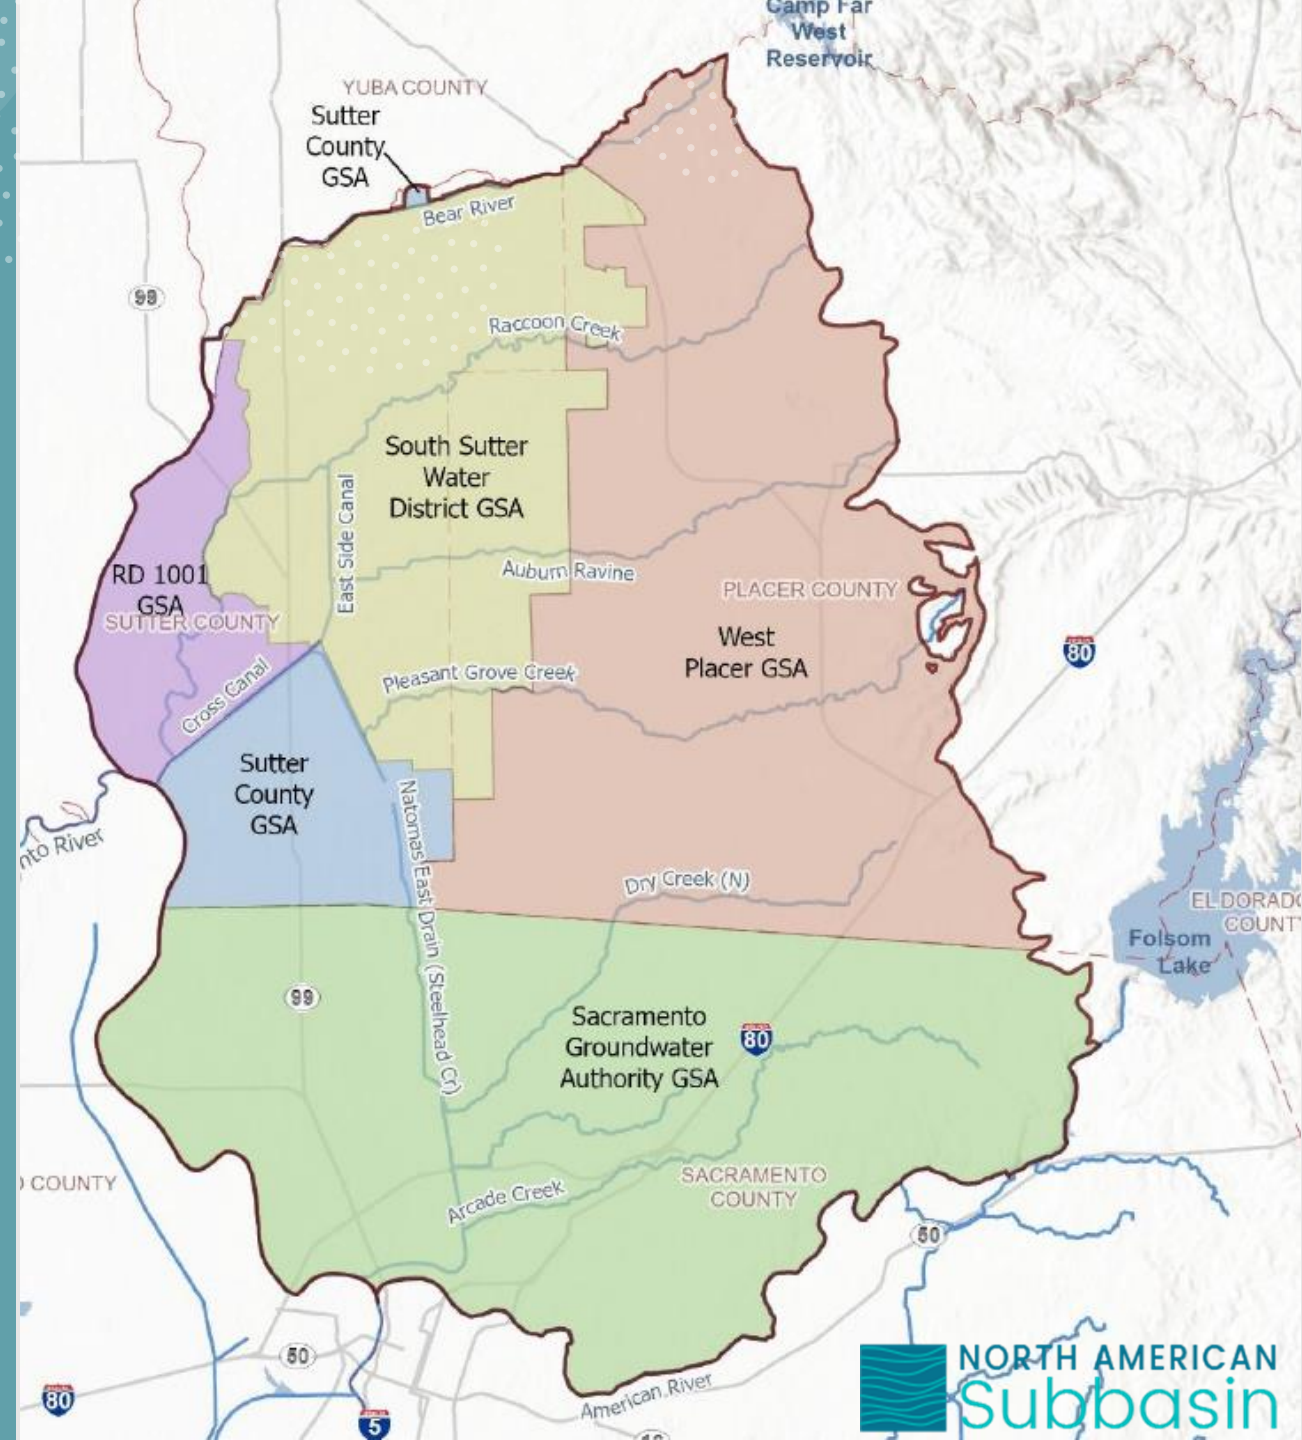 Camp Far
West
Reservoir
YUBA COUNTY
Sutter
County
GSA
Bear River
99
Raccoon Creek
South Sutter
Water
District GSA
East Side Canal
RD 1001
GSA
SUTTER COUNTY
Auburn Ravine
PLACER COUNTY
West
Placer GSA
80
Cross Canal
Pleasant Grove Creek
Sutter
County
GSA
Natomas East Drain (Steelhead Cr)
nto River
Dry Creek (N)
EL DORADO
COUNT
Folsom
Lake
99
Sacramento
Groundwater
Authority GSA
80
COUNTY
SACRAMENTO
COUNTY
Arcade Creek
50
50
American River
80
5
NORTH AMERICAN
Subbasin